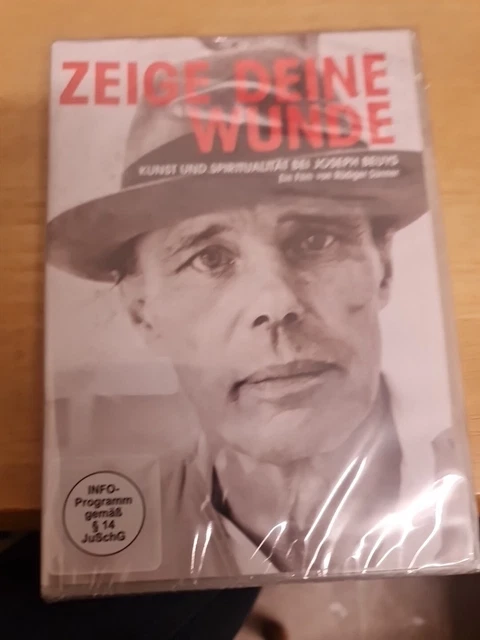 ZEIGE DEINE
WUNDE
KUNST UND SPIRITUALITÄT BEI JOSEPH BEUYS
Ein Film von Rüdiger Sünner
INFO-
Programm
gemäß
§ 14
JuSchG